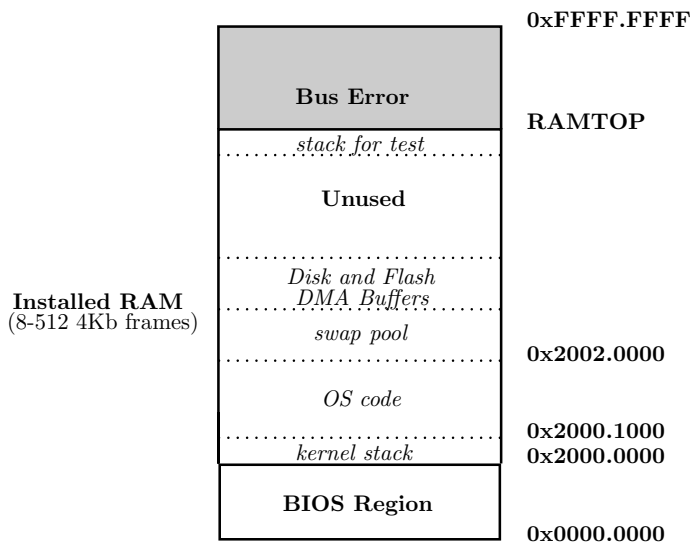 0xFFFF.FFFF
Bus Error
RAMTOP
stack for test
Unused
Disk and Flash
DMA Buffers
Installed RAM
(8-512 4Kb frames)
swap pool
0x2002.0000
OS code
0x2000.1000
kernel stack
0x2000.0000
BIOS Region
0x0000.0000